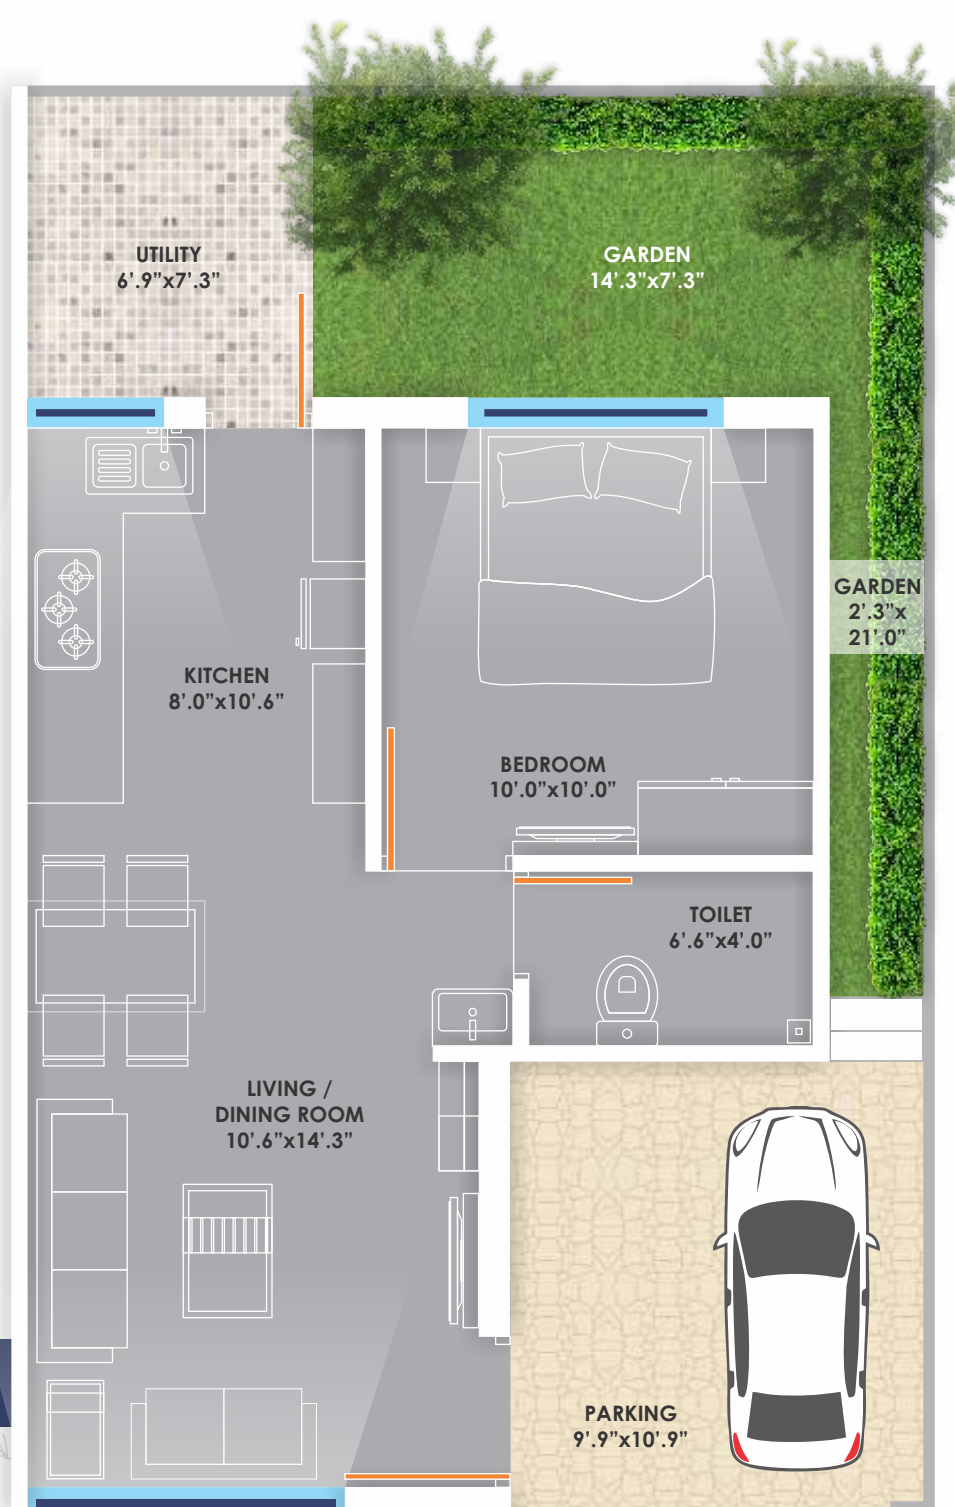 UTILITY
6’.9”x7’.3”
GARDEN
14’.3”x7’.3”
GARDEN
2’.3”x
21’.0”
KITCHEN
8’.0”x10’.6”
BEDROOM
10’.0”x10’.0”
TOILET
6’.6”x4’.0”
LIVING /
DINING ROOM
10’.6”x14’.3”
PARKING
9’.9”x10’.9”